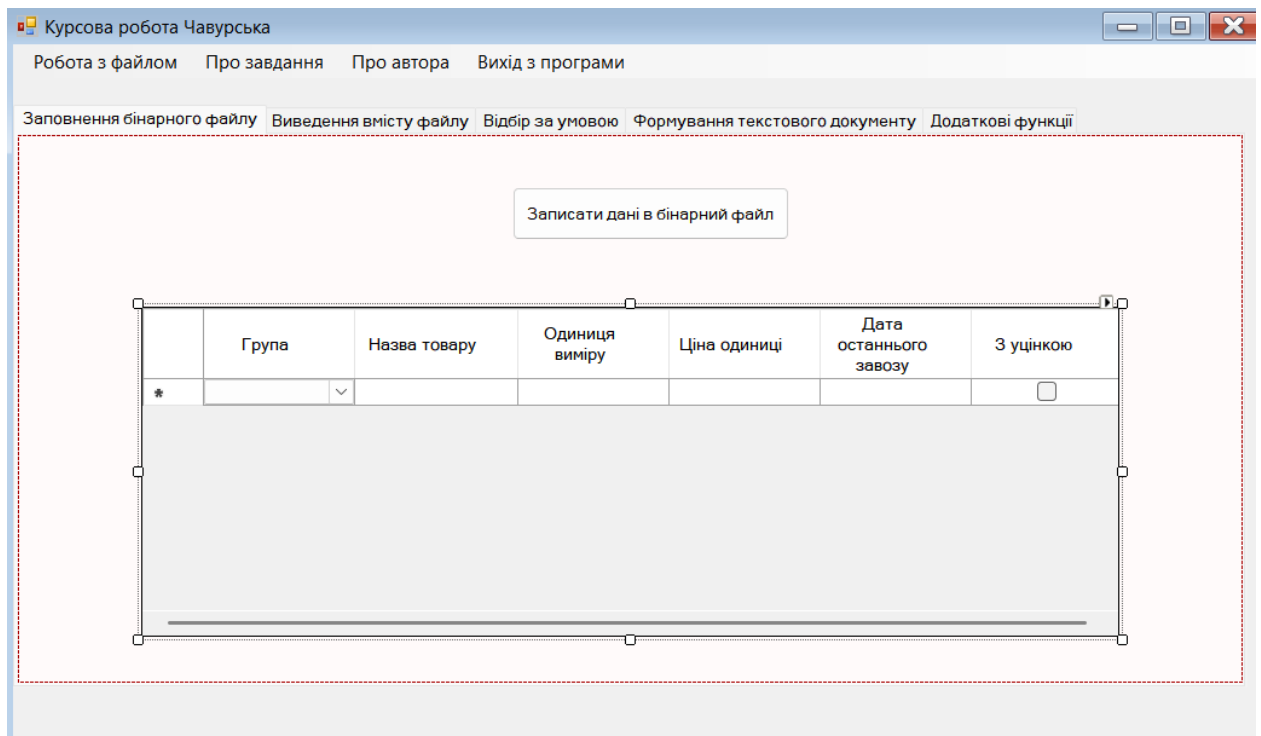 Курсова робота Чавурська
Робота з файлом Про завдання Про автора Вихід з програми
Заповнення бінарного файлу Виведення вмісту файлу Відбір за умовою Формування текстового документу Додаткові функції
Записати дані в бінарний файл
Група Назва товару Одиниця виміру Ціна одиниці Дата останнього завозу З уцінкою